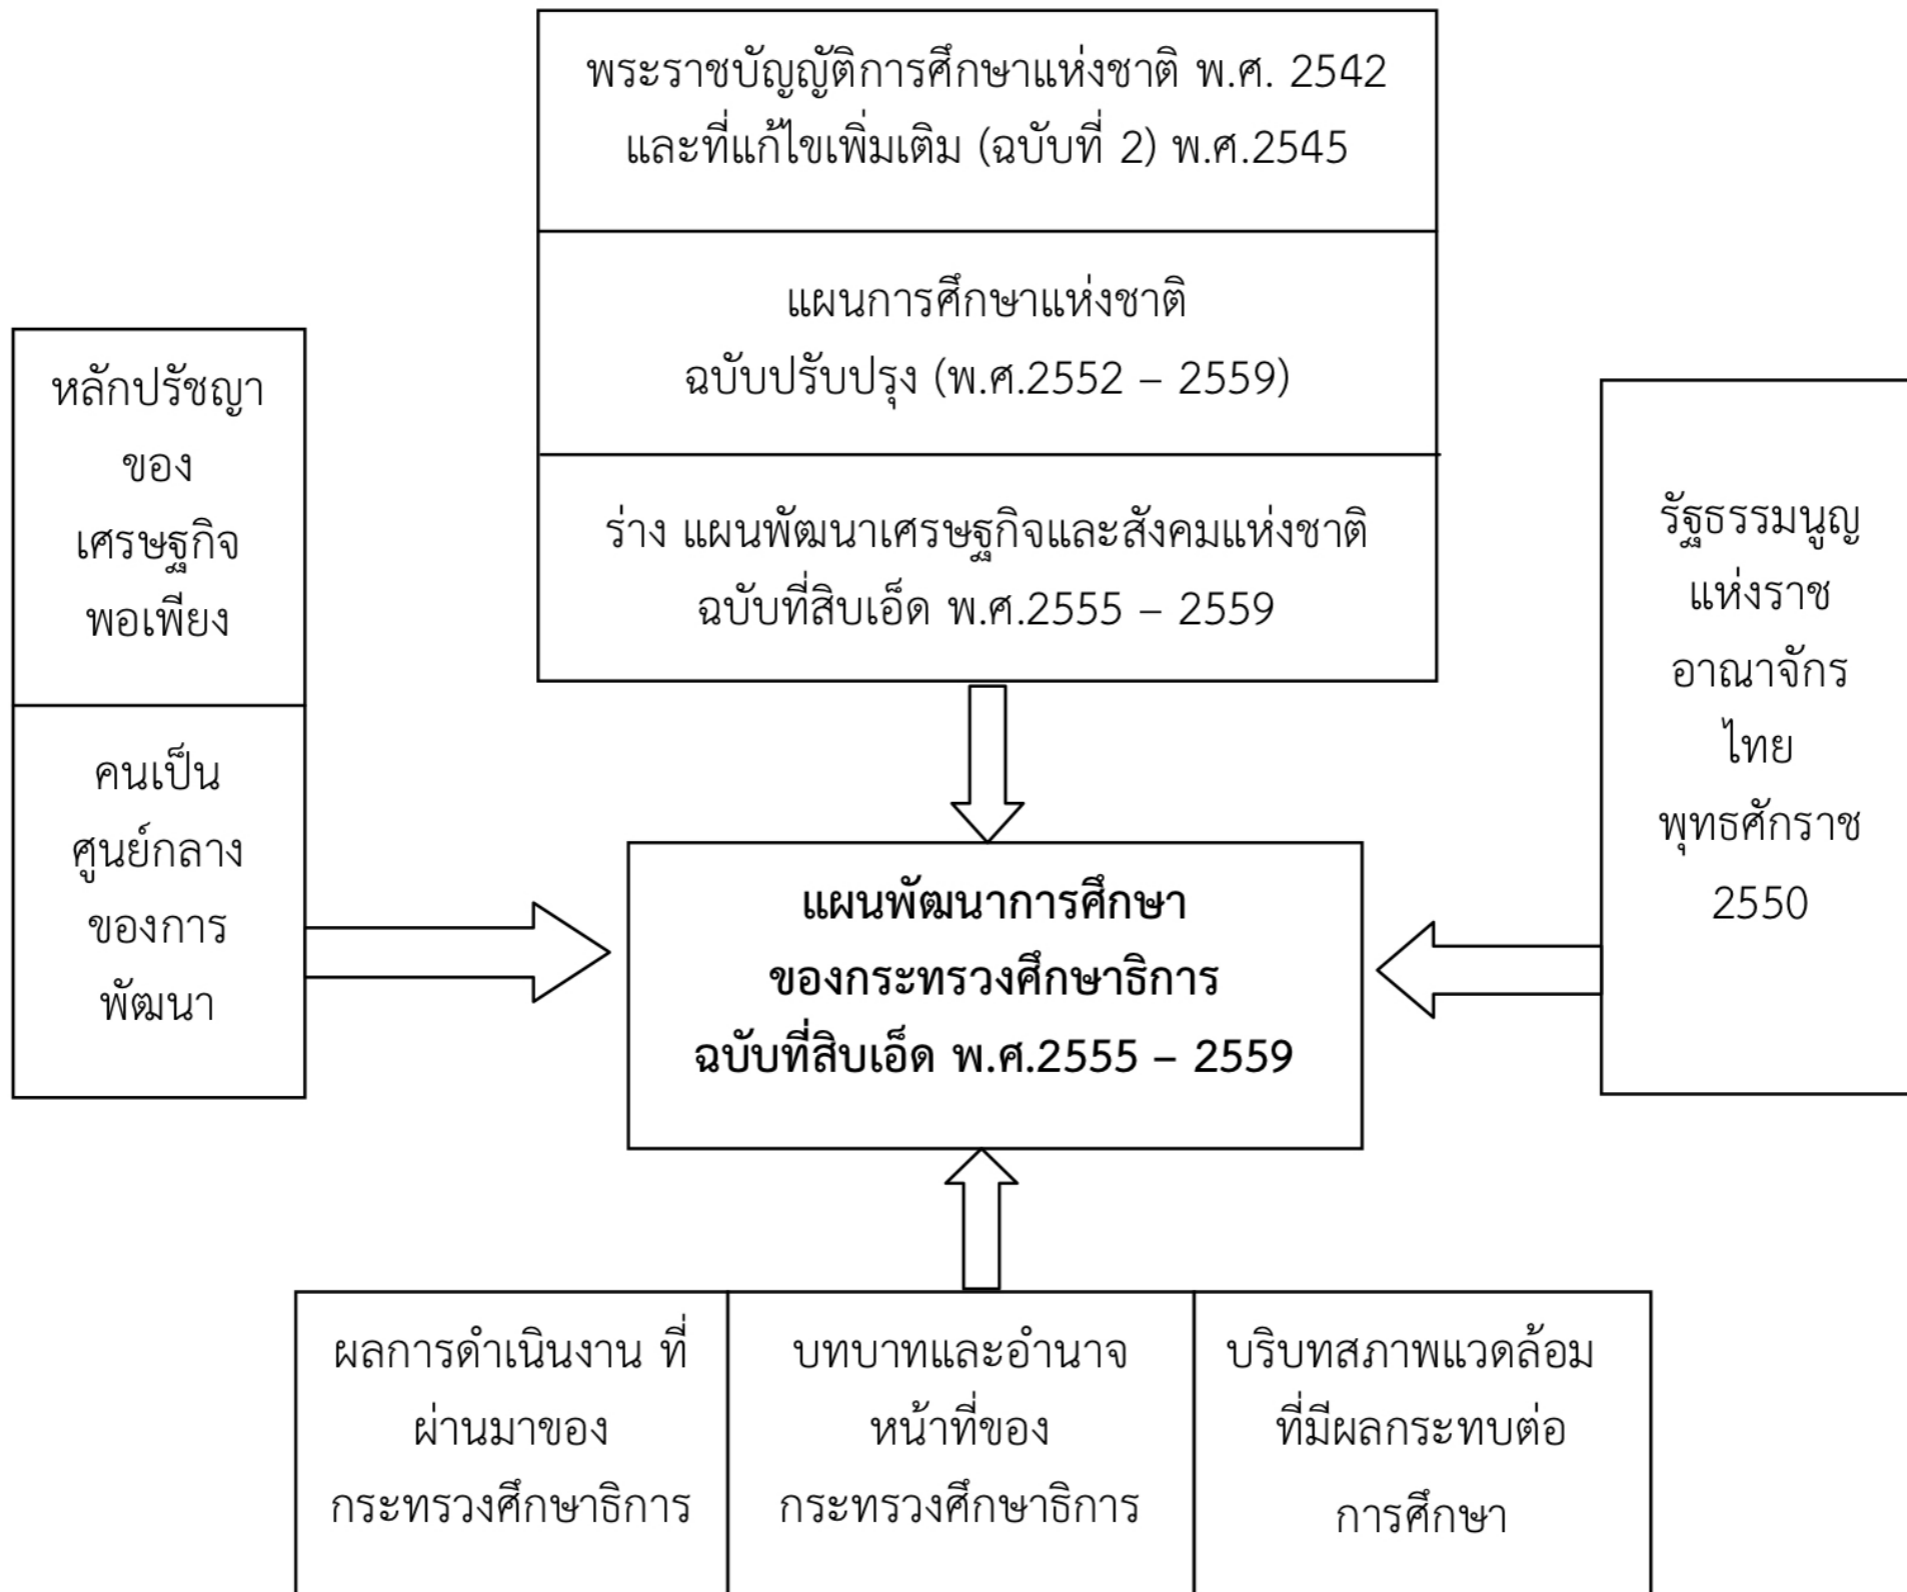 พระราชบัญญัติการศึกษาแห่งชาติ พ.ศ. 2542
และที่แก้ไขเพิ่มเติม (ฉบับที่ 2) พ.ศ.2545
แผนการศึกษาแห่งชาติ
ฉบับปรับปรุง (พ.ศ.2552 – 2559)
ร่าง แผนพัฒนาเศรษฐกิจและสังคมแห่งชาติ
ฉบับที่สิบเอ็ด พ.ศ.2555 – 2559
หลักปรัชญา
ของ
เศรษฐกิจ
พอเพียง
คนเป็น
ศูนย์กลาง
ของการ
พัฒนา
แผนพัฒนาการศึกษา
ของกระทรวงศึกษาธิการ
ฉบับที่สิบเอ็ด พ.ศ.2555 – 2559
รัฐธรรมนูญ
แห่งราช
อาณาจักร
ไทย
พุทธศักราช
2550
ผลการดำเนินงาน ที่
ผ่านมาของ
กระทรวงศึกษาธิการ
บทบาทและอำนาจ
หน้าที่ของ
กระทรวงศึกษาธิการ
บริบทสภาพแวดล้อม
ที่มีผลกระทบต่อ
การศึกษา